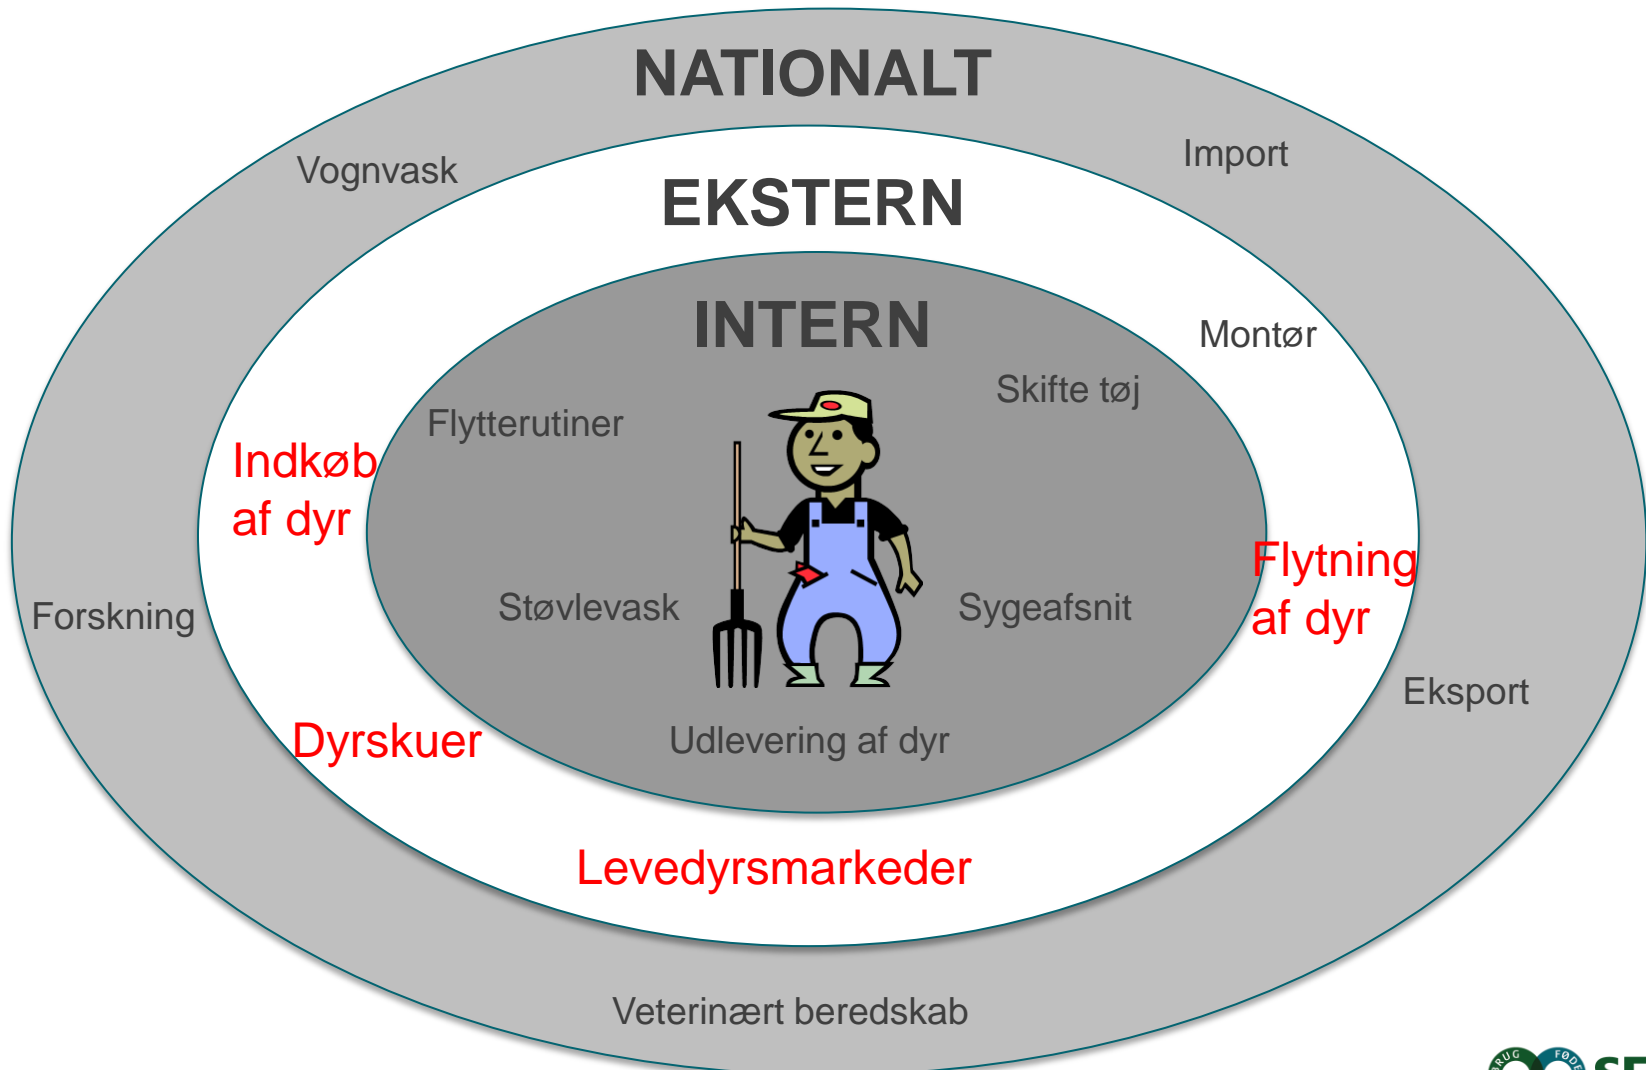 NATIONALT
Vognvask
Import
EKSTERN
INTERN
Montør
Skifte tøj
Flytterutiner
Indkøb
af dyr
Flytning
af dyr
Støvlevask
Sygeafsnit
Forskning
Eksport
Dyrskuer
Udlevering af dyr
Levedyrsmarkeder
Veterinært beredskab